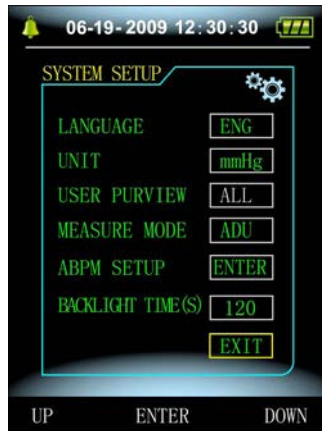 06-19-2009 12:30:30
SYSTEM SETUP
LANGUAGE ENG
UNIT mmHg
USER PURVIEW ALL
MEASURE MODE ADU
ABPM SETUP ENTER
BACKLIGHT TIME(S) 120
EXIT
UP ENTER DOWN